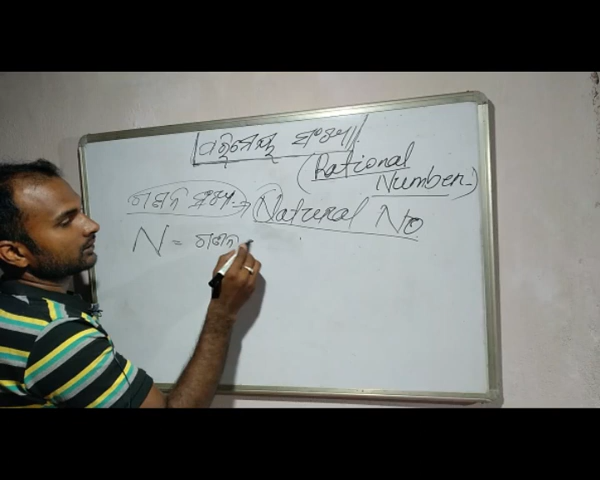 ପରିମେୟ ସଂଖ୍ୟା
(Rational
Number)
ଗଣନ ସଂଖ୍ୟା → Natural No
N = ଗଣନ